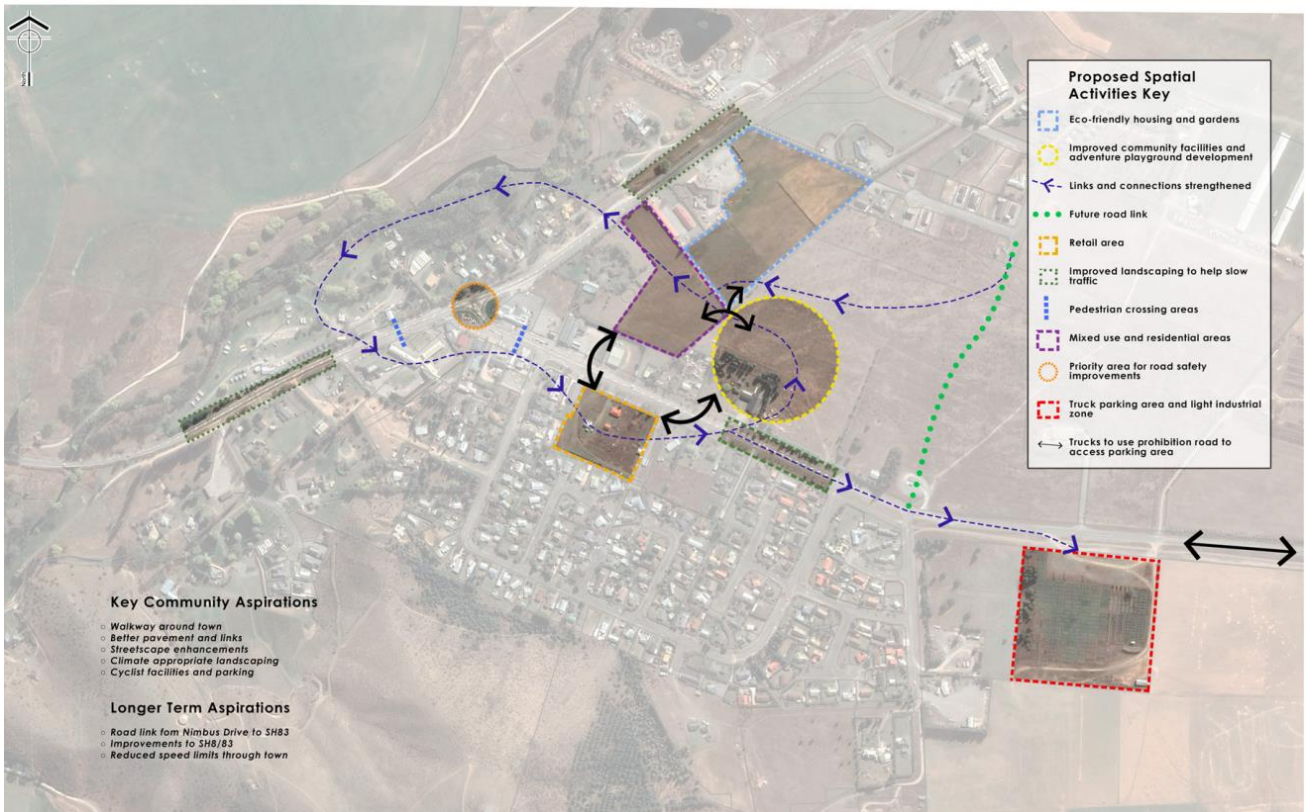 North
Proposed Spatial
Activities Key
Eco-friendly housing and gardens
Improved community facilities and
adventure playground development
Links and connections strengthened
Future road link
Retail area
Improved landscaping to help slow
traffic
Pedestrian crossing areas
Mixed use and residential areas
Priority area for road safety
improvements
Truck parking area and light industrial
zone
Trucks to use prohibition road to
access parking area
Key Community Aspirations
Walkway around town
Better pavement and links
Streetscape enhancements
Climate appropriate landscaping
Cyclist facilities and parking
Longer Term Aspirations
Road link fom Nimbus Drive to SH83
Improvements to SH8/83
Reduced speed limits through town